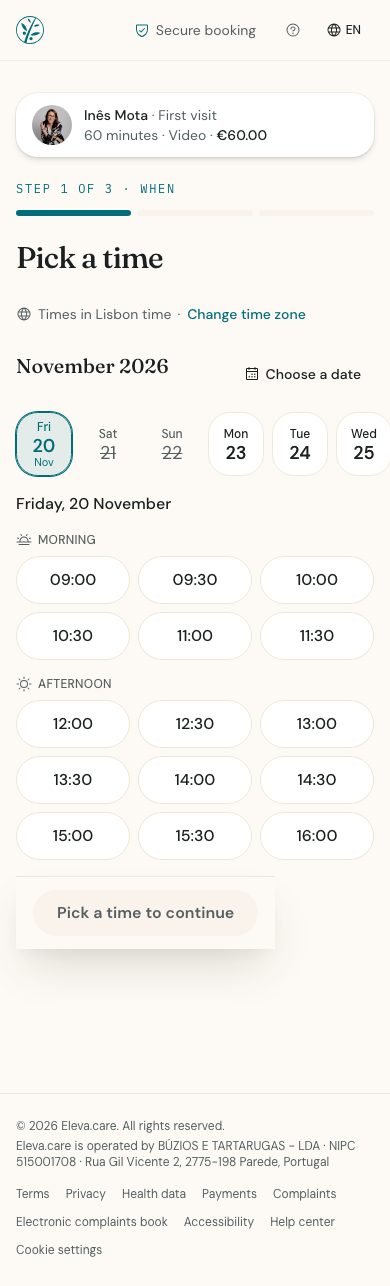 Secure booking
EN
Inês Mota · First visit
60 minutes · Video · €60.00
STEP 1 OF 3 · WHEN
Pick a time
Times in Lisbon time · Change time zone
November 2026
Choose a date
Fri
20
Nov
Sat
21
Sun
22
Mon
23
Tue
24
Wed
25
Friday, 20 November
MORNING
09:00 09:30 10:00
10:30 11:00 11:30
AFTERNOON
12:00 12:30 13:00
13:30 14:00 14:30
15:00 15:30 16:00
Pick a time to continue
© 2026 Eleva.care. All rights reserved.
Eleva.care is operated by BÚZIOS E TARTARUGAS - LDA · NIPC
515001708 · Rua Gil Vicente 2, 2775-198 Parede, Portugal
Terms Privacy Health data Payments Complaints
Electronic complaints book Accessibility Help center
Cookie settings